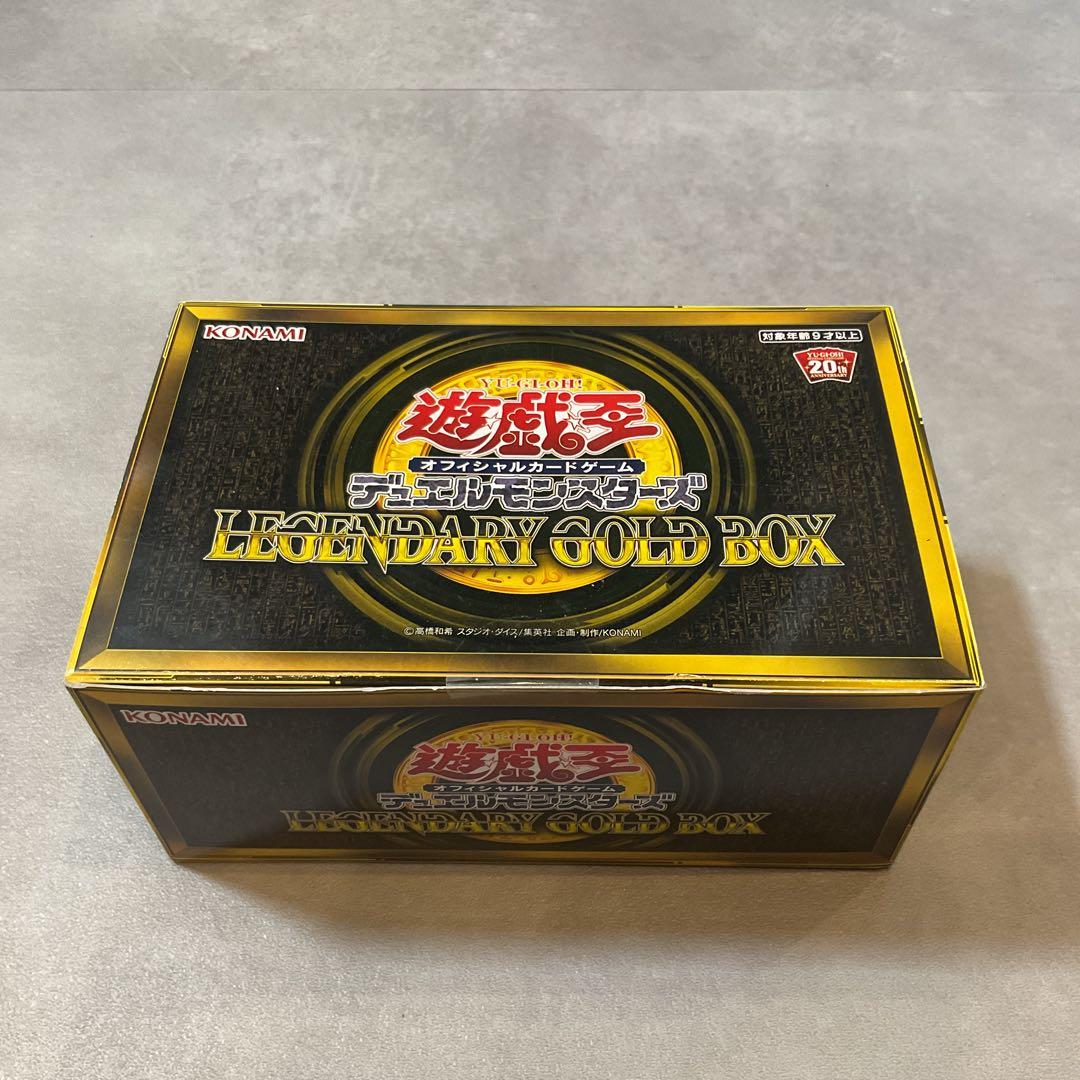 KONAMI
対象年齢9才以上
YU-GI-OH!
20th
ANNIVERSARY
YU-GI-OH!
遊戯王
オフィシャルカードゲーム
デュエルモンスターズ
LEGENDARY GOLD BOX
©高橋和希 スタジオ・ダイス/集英社 企画・制作/KONAMI
KONAMI
YU-GI-OH!
遊戯王
オフィシャルカードゲーム
デュエルモンスターズ
LEGENDARY GOLD BOX